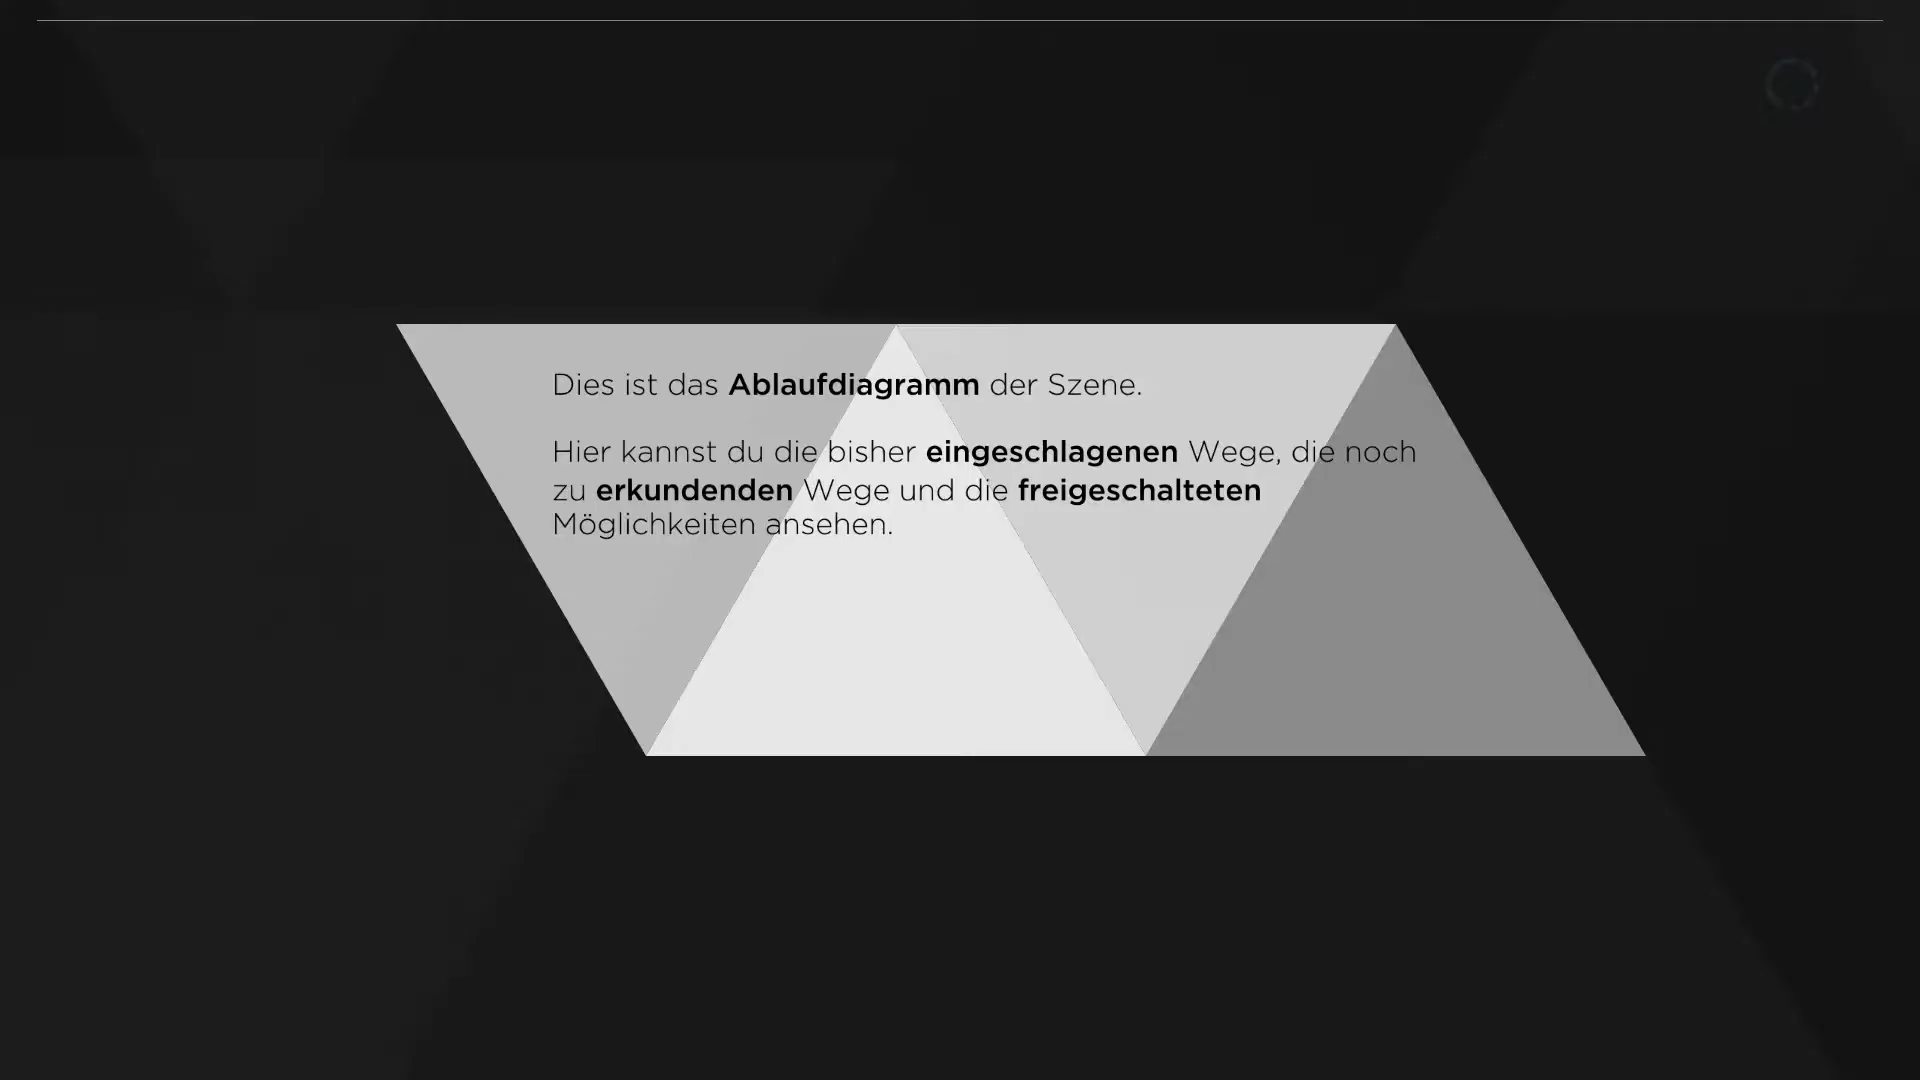 Dies ist das Ablaufdiagramm der Szene.
Hier kannst du die bisher eingeschlagenen Wege, die noch
zu erkundenden Wege und die freigeschalteten
Möglichkeiten ansehen.